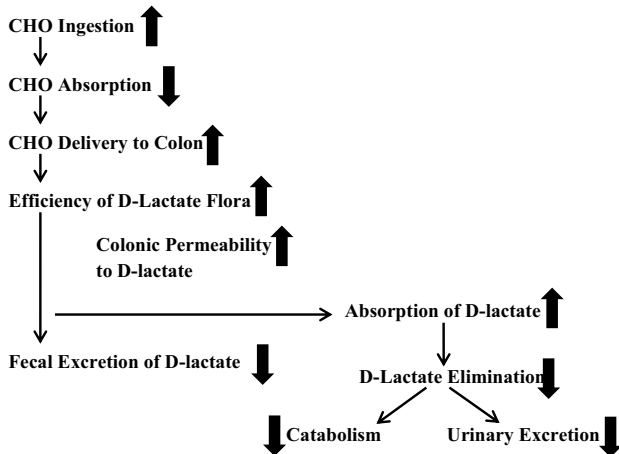 CHO Ingestion
CHO Absorption
CHO Delivery to Colon
Efficiency of D-Lactate Flora
Colonic Permeability
to D-lactate
Absorption of D-lactate
Fecal Excretion of D-lactate
D-Lactate Elimination
Catabolism
Urinary Excretion